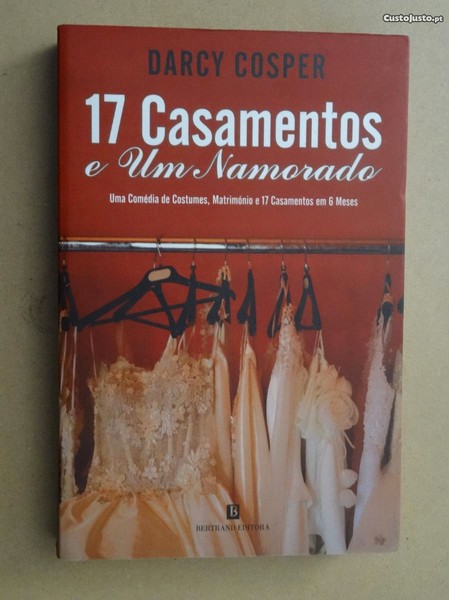 CustoJusto.pt
DARCY COSPER
17 Casamentos
e Um Namorado
Uma Comédia de Costumes, Matrimónio e 17 Casamentos em 6 Meses
B
BERTRAND EDITORA